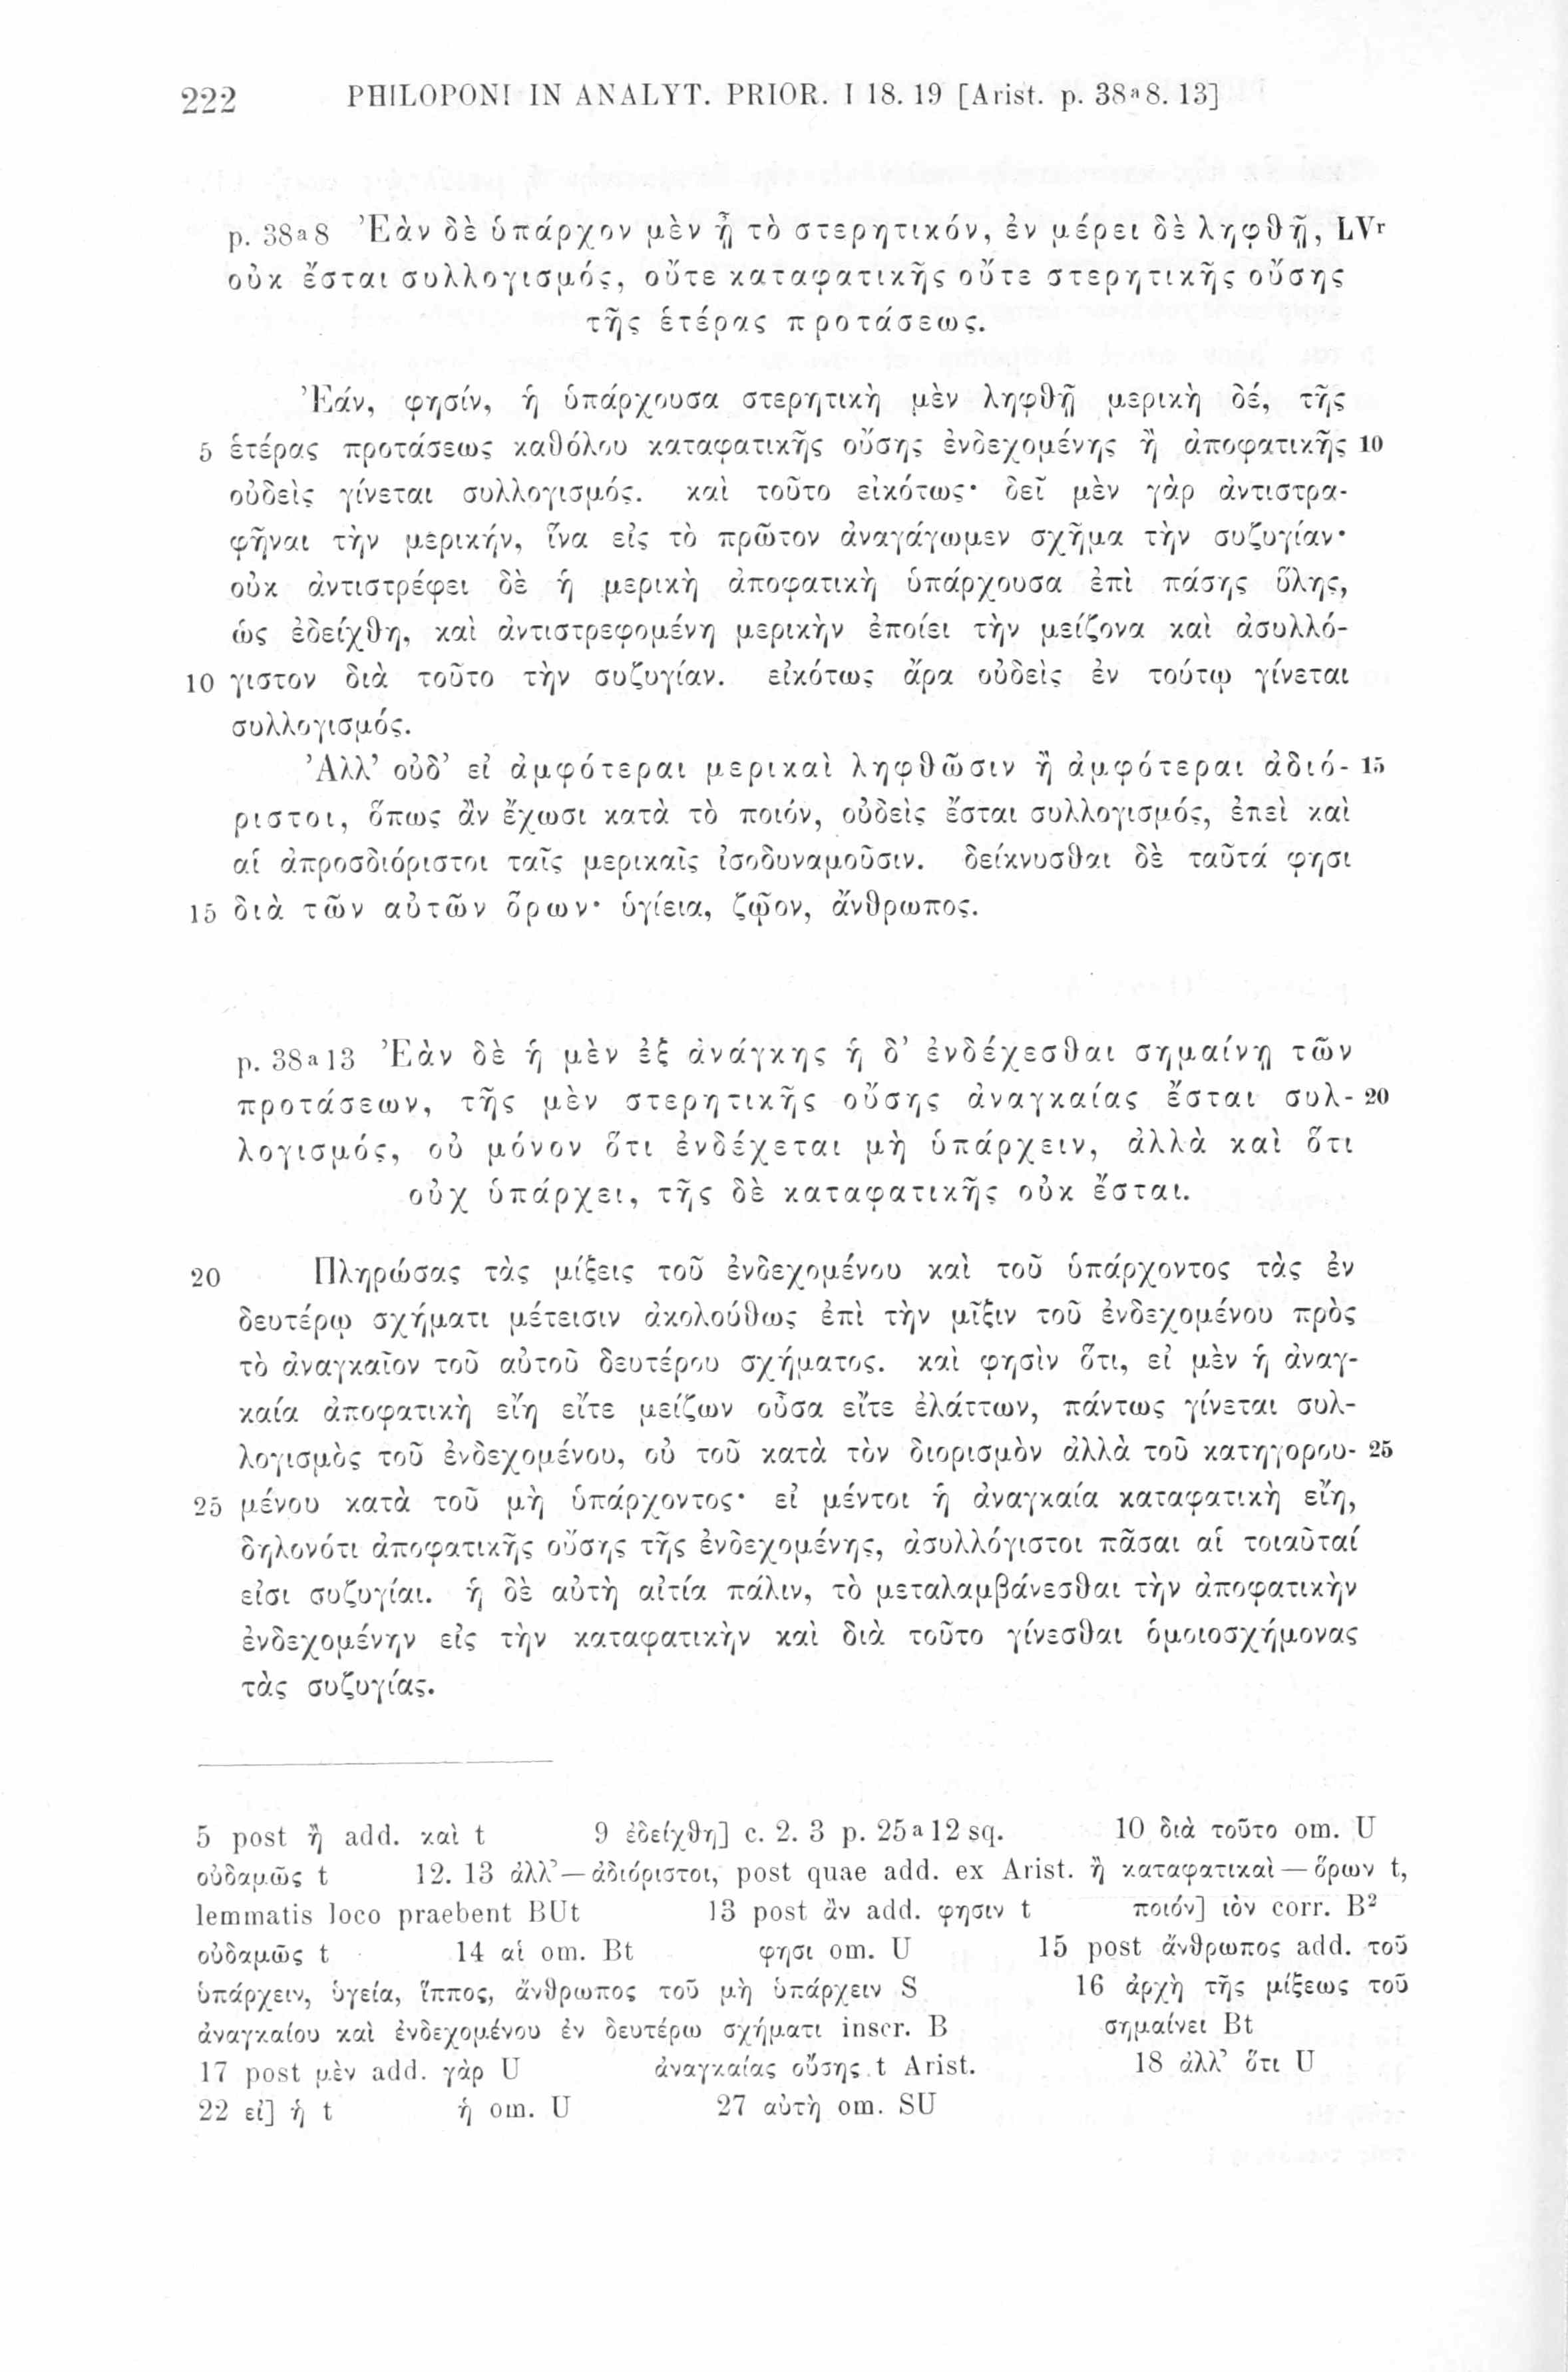 222 PHILOPONI IN ANALYT. PRIOR. I 18. 19 [Arist. p. 38ª8. 13]
p. 38ª8 Ἐὰν δὲ ὑπάρχον μὲν ᾖ τὸ στερητικόν, ἐν μέρει δὲ ληφθῇ, LVʳ
οὐκ ἔσται συλλογισμός, οὔτε καταφατικῆς οὔτε στερητικῆς οὔσης
τῆς ἑτέρας προτάσεως.
Ἐάν, φησίν, ἡ ὑπάρχουσα στερητικὴ μὲν ληφθῇ μερικὴ δέ, τῆς
5 ἑτέρας προτάσεως καθόλου καταφατικῆς οὔσης ἐνδεχομένης ἢ ἀποφατικῆς 10
οὐδεὶς γίνεται συλλογισμός. καὶ τοῦτο εἰκότως· δεῖ μὲν γὰρ ἀντιστρα-
φῆναι τὴν μερικήν, ἵνα εἰς τὸ πρῶτον ἀναγάγωμεν σχῆμα τὴν συζυγίαν·
οὐκ ἀντιστρέφει δὲ ἡ μερικὴ ἀποφατικὴ ὑπάρχουσα ἐπὶ πάσης ὕλης,
ὡς ἐδείχθη, καὶ ἀντιστρεφομένη μερικὴν ἐποίει τὴν μείζονα καὶ ἀσυλλό-
10 γιστον διὰ τοῦτο τὴν συζυγίαν. εἰκότως ἄρα οὐδεὶς ἐν τούτῳ γίνεται
συλλογισμός.
Ἀλλ’ οὐδ’ εἰ ἀμφότεραι μερικαὶ ληφθῶσιν ἢ ἀμφότεραι ἀδιό- 15
ριστοι, ὅπως ἂν ἔχωσι κατὰ τὸ ποιόν, οὐδεὶς ἔσται συλλογισμός, ἐπεὶ καὶ
αἱ ἀπροσδιόριστοι ταῖς μερικαῖς ἰσοδυναμοῦσιν. δείκνυσθαι δὲ ταῦτά φησι
15 διὰ τῶν αὐτῶν ὅρων· ὑγίεια, ζῷον, ἄνθρωπος.
p. 38ª13 Ἐὰν δὲ ἡ μὲν ἐξ ἀνάγκης ἡ δ’ ἐνδέχεσθαι σημαίνῃ τῶν
προτάσεων, τῆς μὲν στερητικῆς οὔσης ἀναγκαίας ἔσται συλ- 20
λογισμός, οὐ μόνον ὅτι ἐνδέχεται μὴ ὑπάρχειν, ἀλλὰ καὶ ὅτι
οὐχ ὑπάρχει, τῆς δὲ καταφατικῆς οὐκ ἔσται.
20 Πληρώσας τὰς μίξεις τοῦ ἐνδεχομένου καὶ τοῦ ὑπάρχοντος τὰς ἐν
δευτέρῳ σχήματι μέτεισιν ἀκολούθως ἐπὶ τὴν μῖξιν τοῦ ἐνδεχομένου πρὸς
τὸ ἀναγκαῖον τοῦ αὐτοῦ δευτέρου σχήματος. καὶ φησὶν ὅτι, εἰ μὲν ἡ ἀναγ-
καία ἀποφατικὴ εἴη εἴτε μείζων οὖσα εἴτε ἐλάττων, πάντως γίνεται συλ-
λογισμὸς τοῦ ἐνδεχομένου, οὐ τοῦ κατὰ τὸν διορισμὸν ἀλλὰ τοῦ κατηγορου- 25
25 μένου κατὰ τοῦ μὴ ὑπάρχοντος· εἰ μέντοι ἡ ἀναγκαία καταφατικὴ εἴη,
δηλονότι ἀποφατικῆς οὔσης τῆς ἐνδεχομένης, ἀσυλλόγιστοι πᾶσαι αἱ τοιαῦταί
εἰσι συζυγίαι. ἡ δὲ αὐτὴ αἰτία πάλιν, τὸ μεταλαμβάνεσθαι τὴν ἀποφατικὴν
ἐνδεχομένην εἰς τὴν καταφατικὴν καὶ διὰ τοῦτο γίνεσθαι ὁμοιοσχήμονας
τὰς συζυγίας.
5 post ἢ add. καὶ t 9 ἐδείχθη] c. 2. 3 p. 25ª12 sq. 10 διὰ τοῦτο om. U
οὐδαμῶς t 12. 13 ἀλλ’ — ἀδιόριστοι, post quae add. ex Arist. ἢ καταφατικαὶ — ὅρων t,
lemmatis loco praebent BUt 13 post ἂν add. φησιν t ποιόν] ιὸν corr. B²
οὐδαμῶς t 14 αἱ om. Bt φησι om. U 15 post ἄνθρωπος add. τοῦ
ὑπάρχειν, ὑγεία, ἵππος, ἄνθρωπος τοῦ μὴ ὑπάρχειν S 16 ἀρχὴ τῆς μίξεως τοῦ
ἀναγκαίου καὶ ἐνδεχομένου ἐν δευτέρω σχήματι inscr. B σημαίνει Bt
17 post μὲν add. γὰρ U ἀναγκαίας οὔσης t Arist. 18 ἀλλ’ ὅτι U
22 εἰ] ἡ t ἡ om. U 27 αὐτὴ om. SU